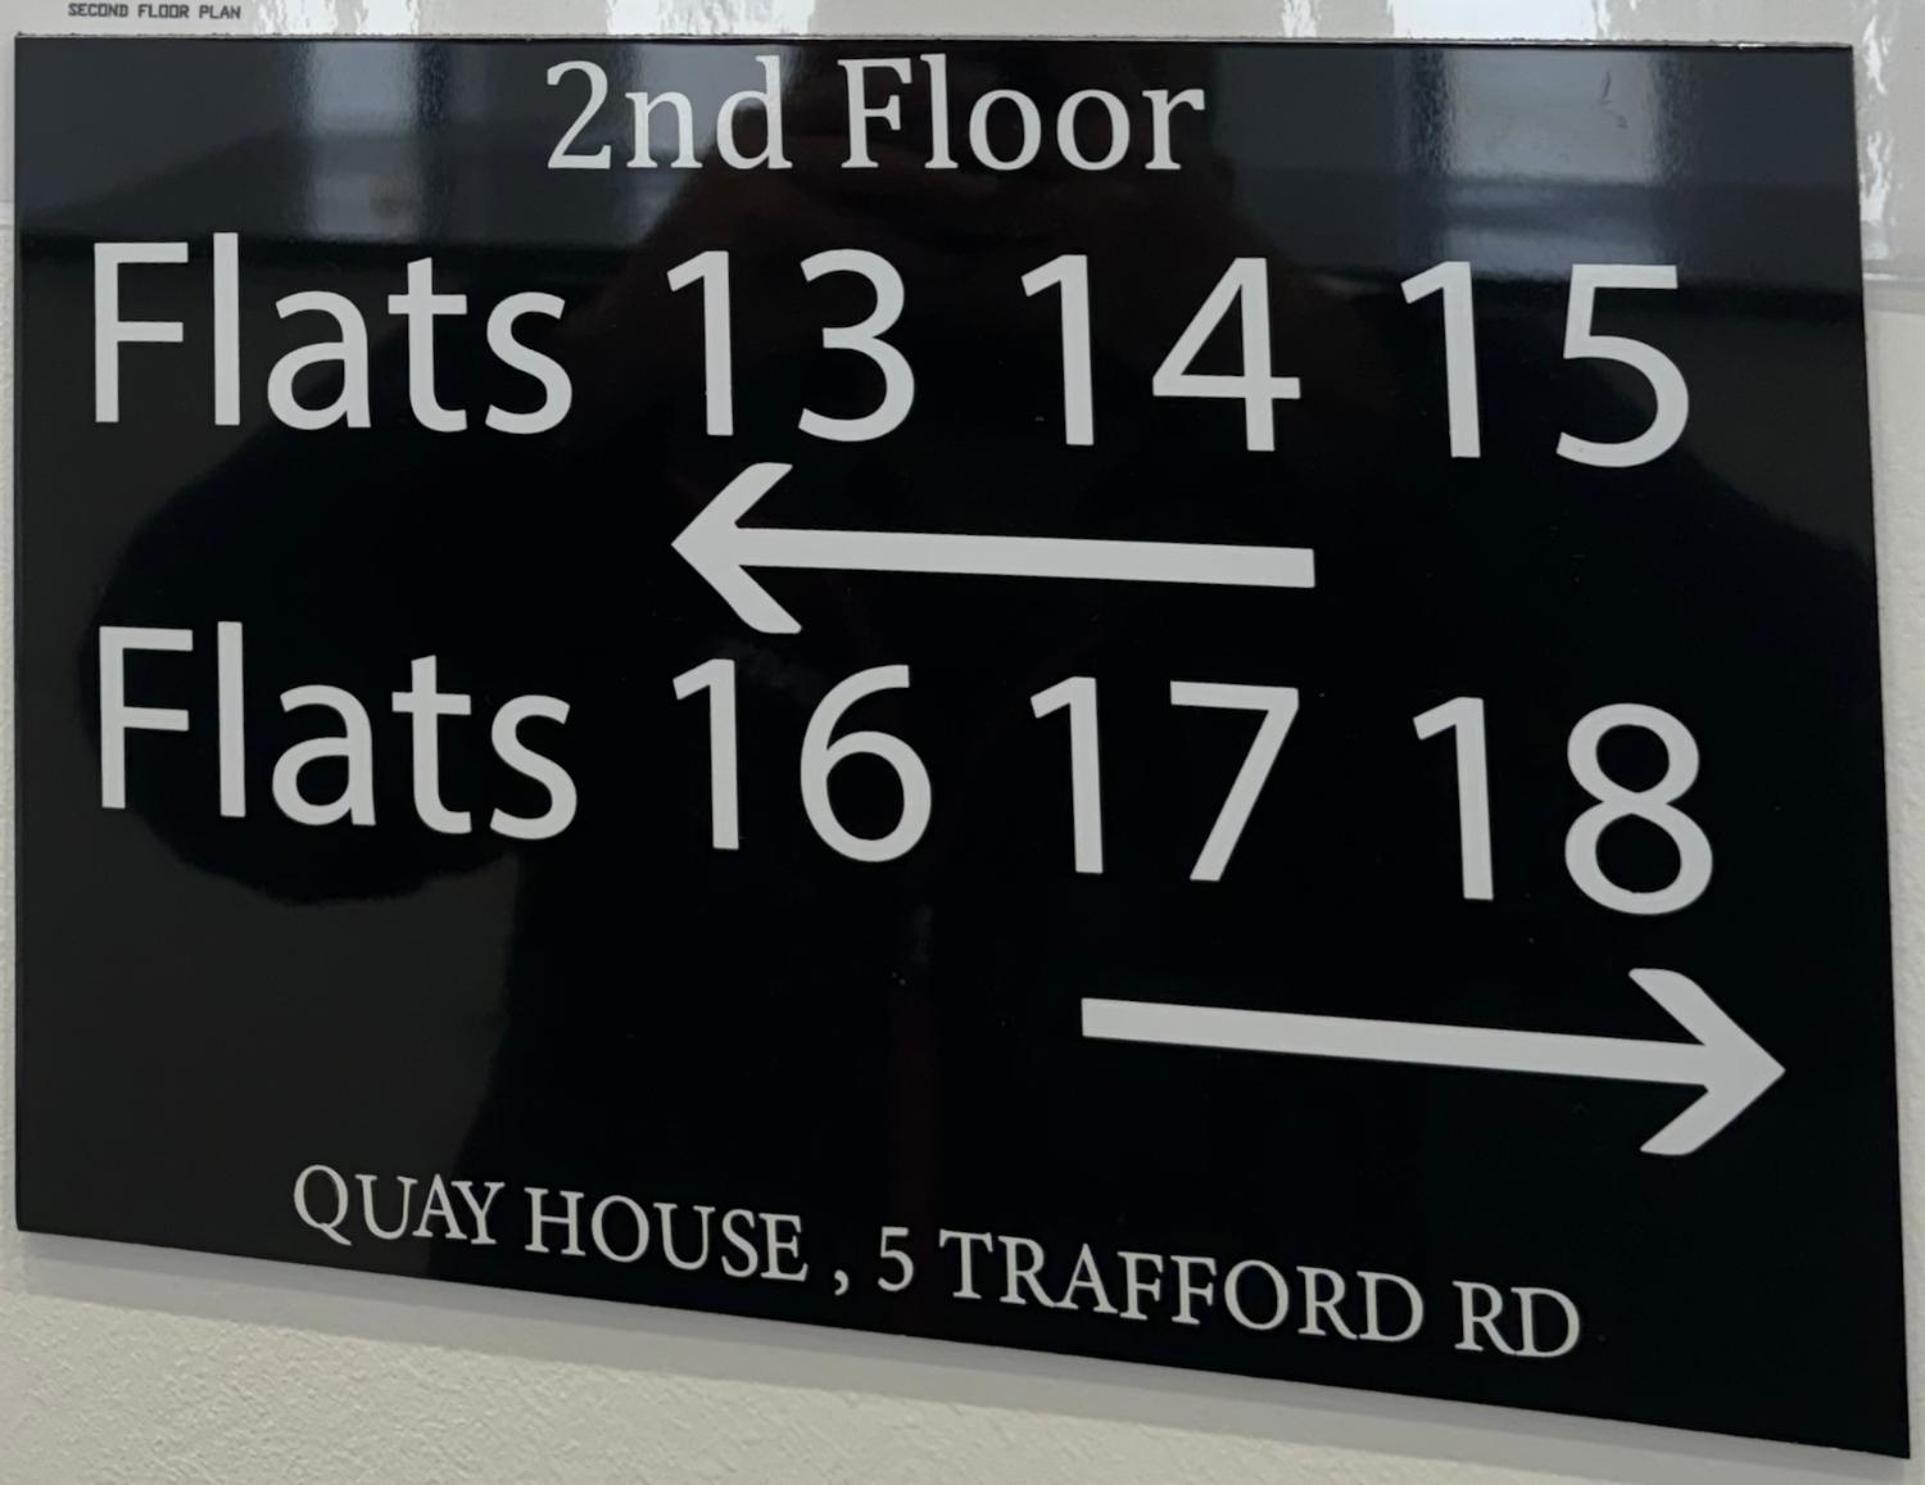 SECOND FLOOR PLAN
2nd Floor
Flats 13 14 15
Flats 16 17 18
QUAY HOUSE , 5 TRAFFORD RD